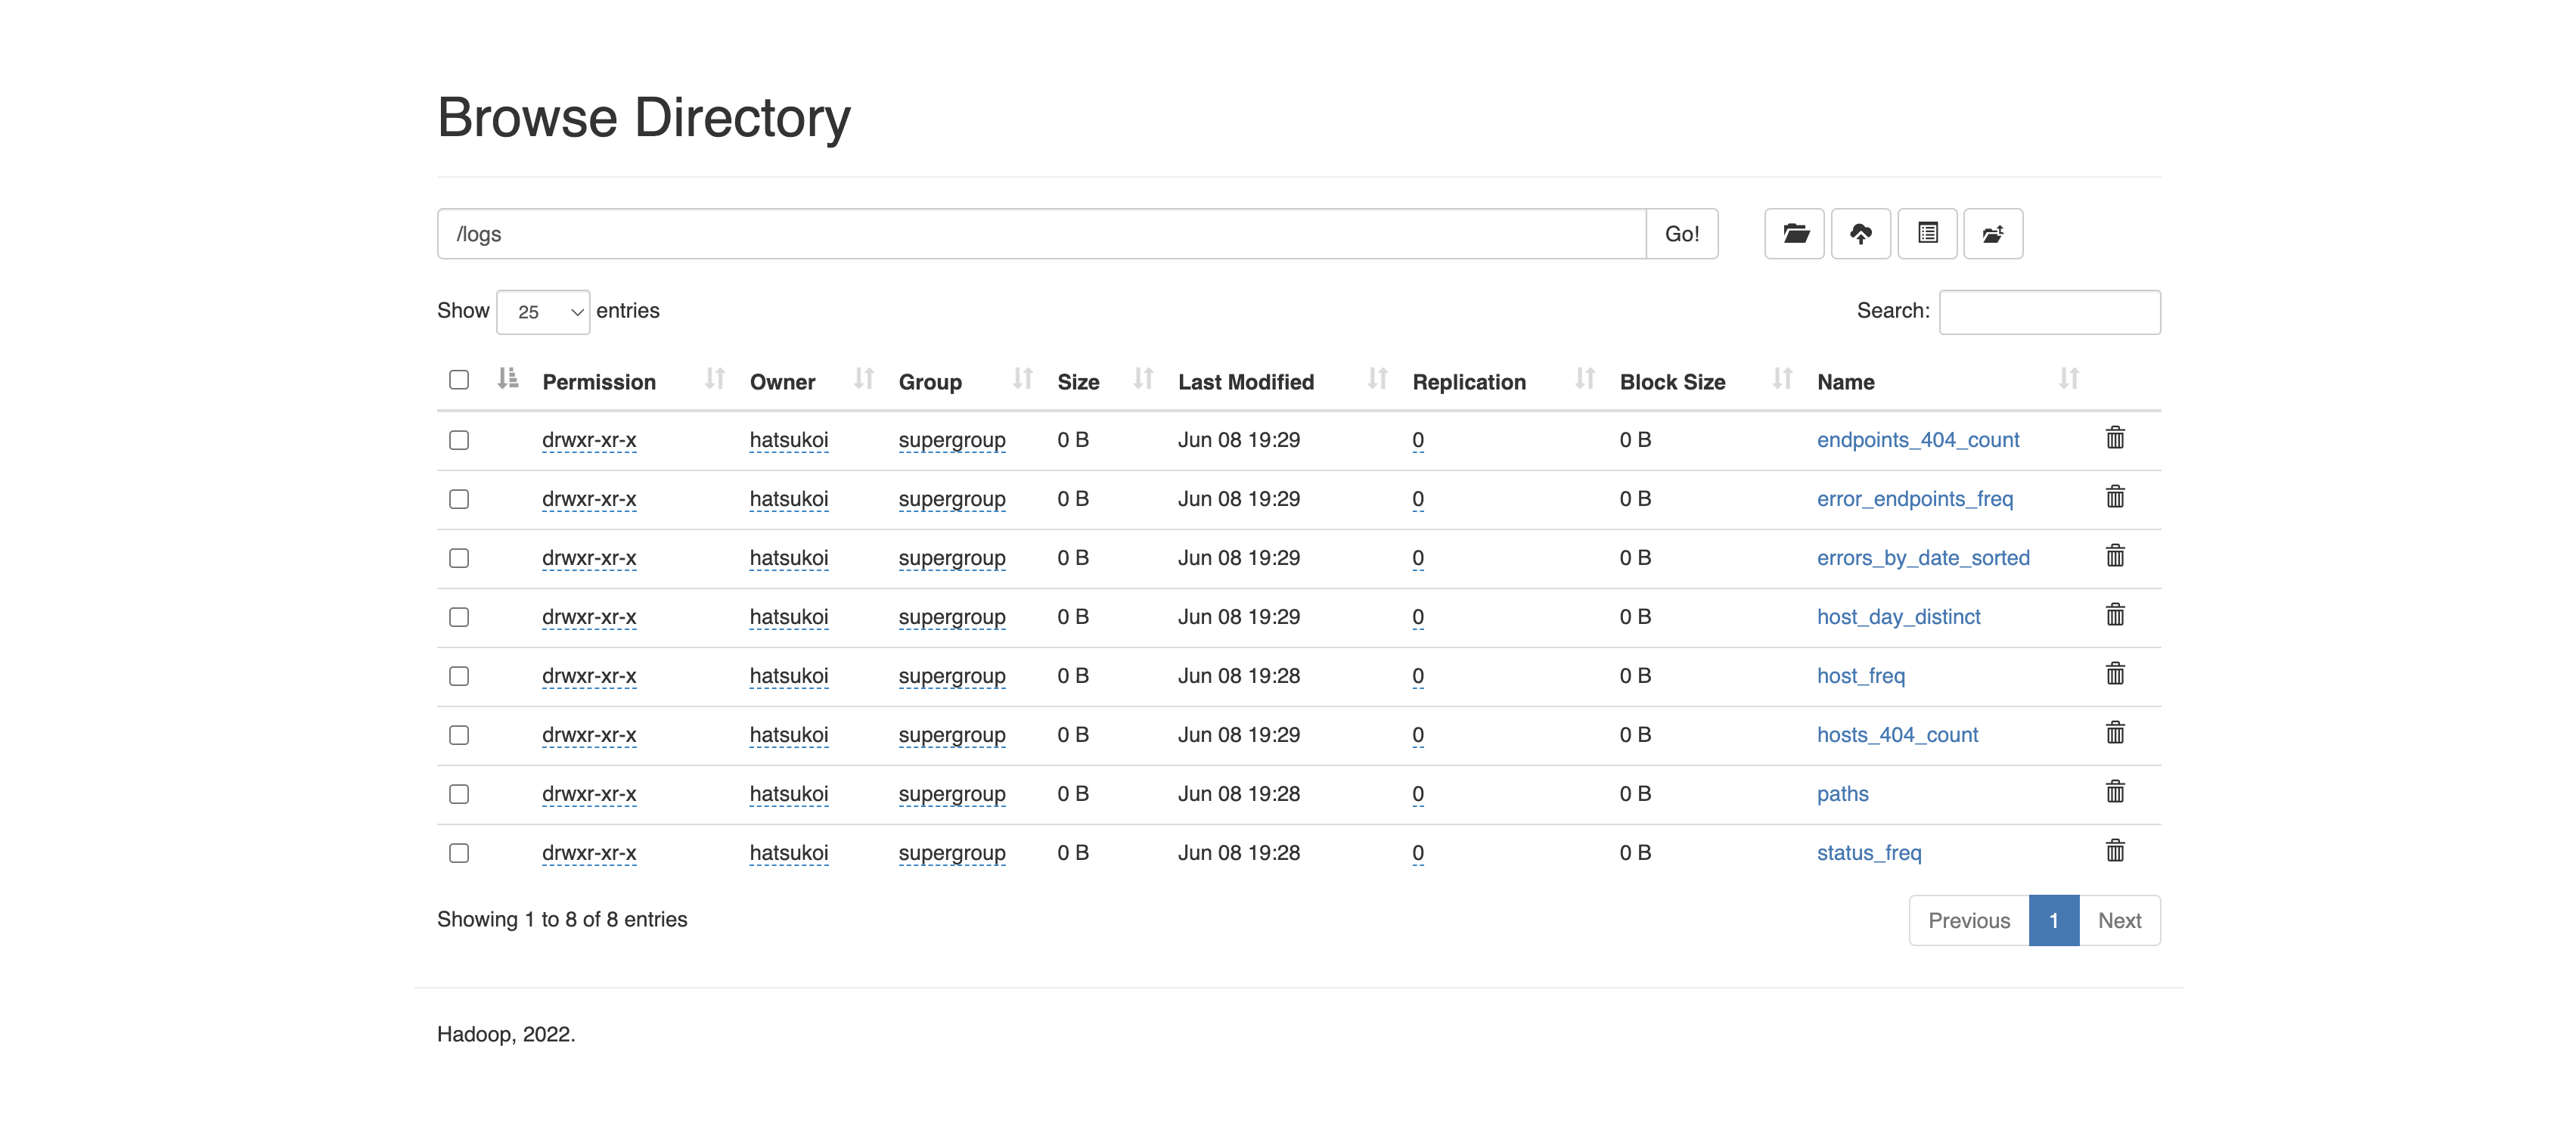 Browse Directory
/logs Go!
Show 25 entries Search:
Permission Owner Group Size Last Modified Replication Block Size Name
drwxr-xr-x hatsukoi supergroup 0 B Jun 08 19:29 0 0 B endpoints_404_count
drwxr-xr-x hatsukoi supergroup 0 B Jun 08 19:29 0 0 B error_endpoints_freq
drwxr-xr-x hatsukoi supergroup 0 B Jun 08 19:29 0 0 B errors_by_date_sorted
drwxr-xr-x hatsukoi supergroup 0 B Jun 08 19:29 0 0 B host_day_distinct
drwxr-xr-x hatsukoi supergroup 0 B Jun 08 19:28 0 0 B host_freq
drwxr-xr-x hatsukoi supergroup 0 B Jun 08 19:29 0 0 B hosts_404_count
drwxr-xr-x hatsukoi supergroup 0 B Jun 08 19:28 0 0 B paths
drwxr-xr-x hatsukoi supergroup 0 B Jun 08 19:28 0 0 B status_freq
Showing 1 to 8 of 8 entries Previous 1 Next
Hadoop, 2022.